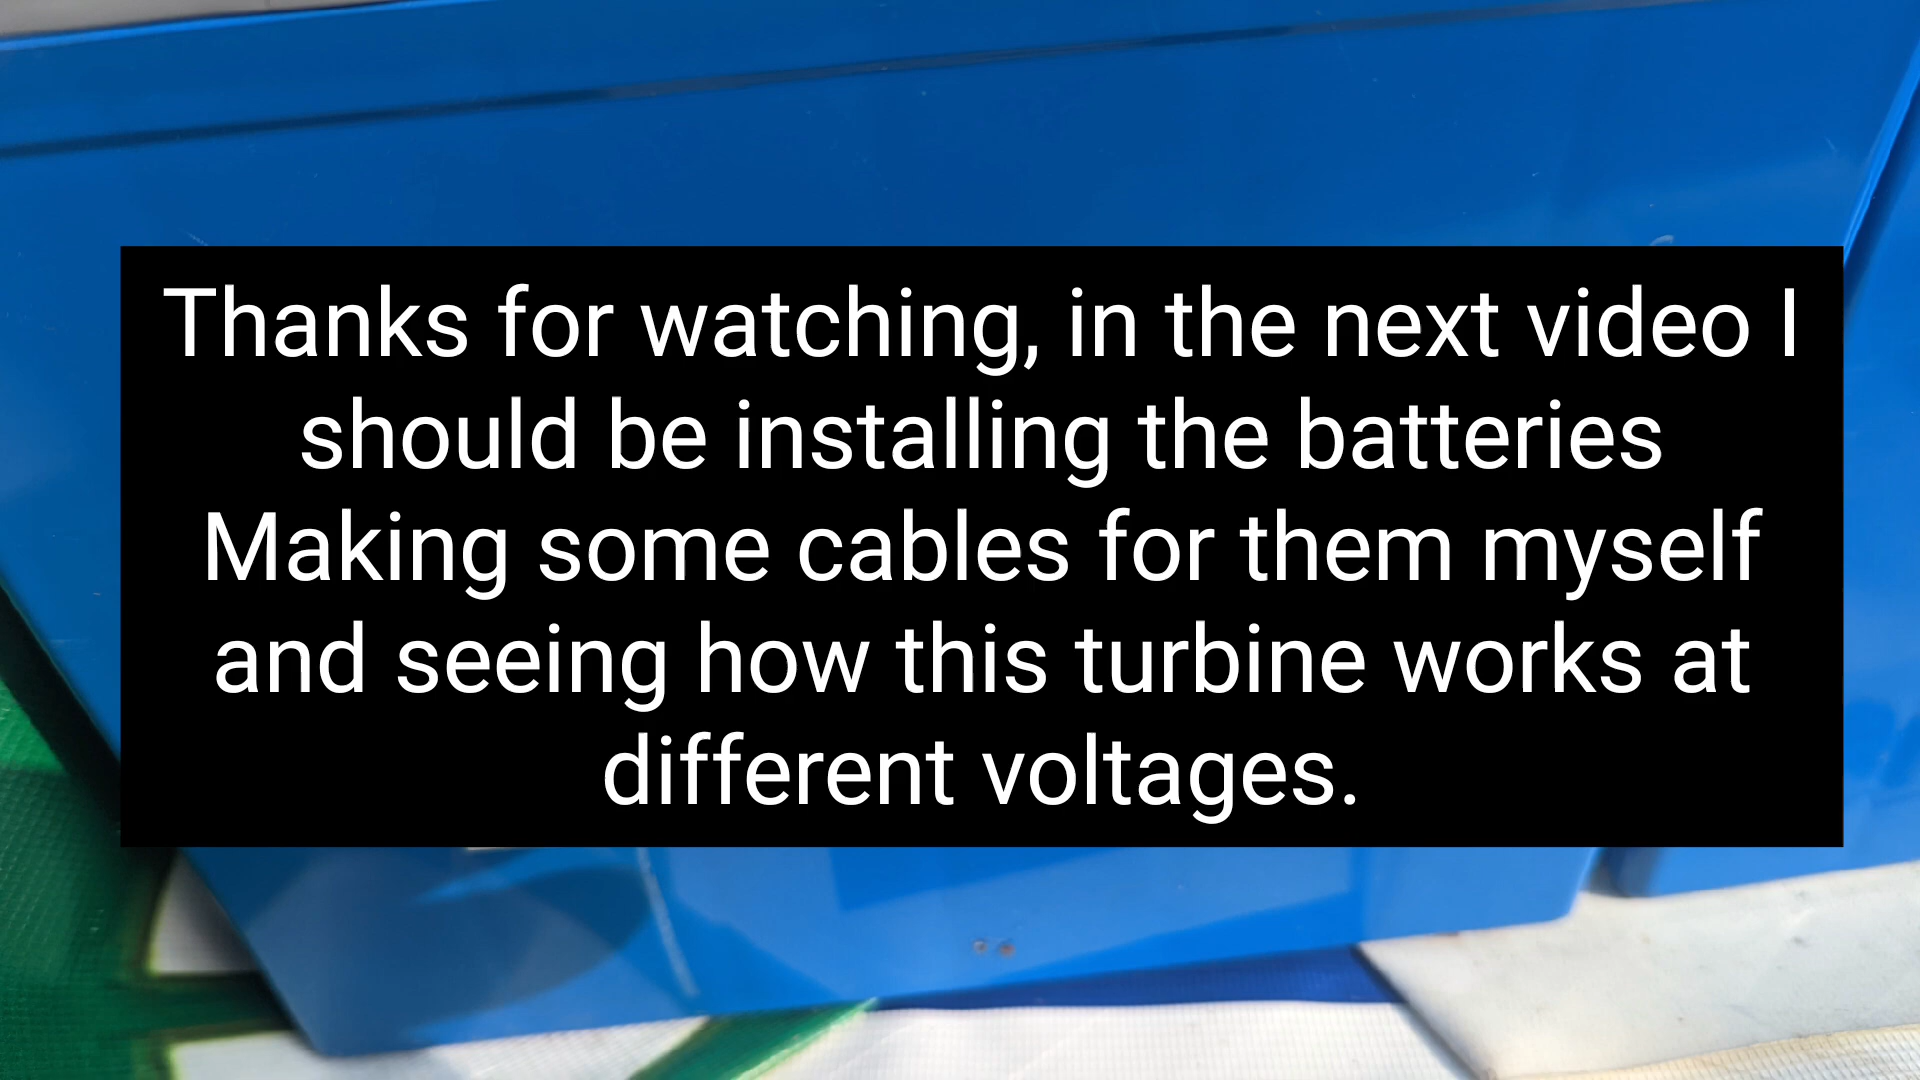 Thanks for watching, in the next video I
should be installing the batteries
Making some cables for them myself
and seeing how this turbine works at
different voltages.